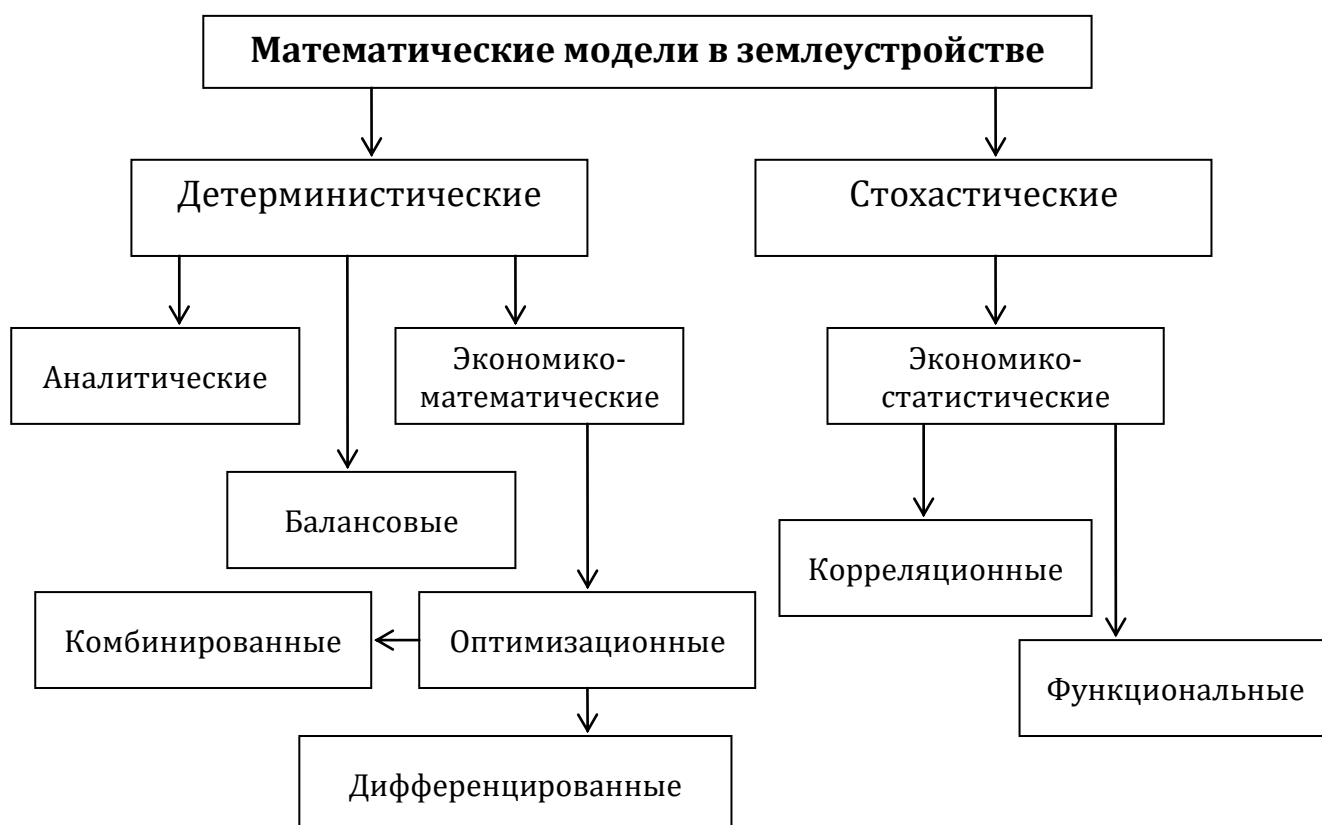 Математические модели в землеустройстве
Детерминистические
Стохастические
Аналитические
Экономико-
математические
Экономико-
статистические
Балансовые
Корреляционные
Комбинированные
Оптимизационные
Функциональные
Дифференцированные